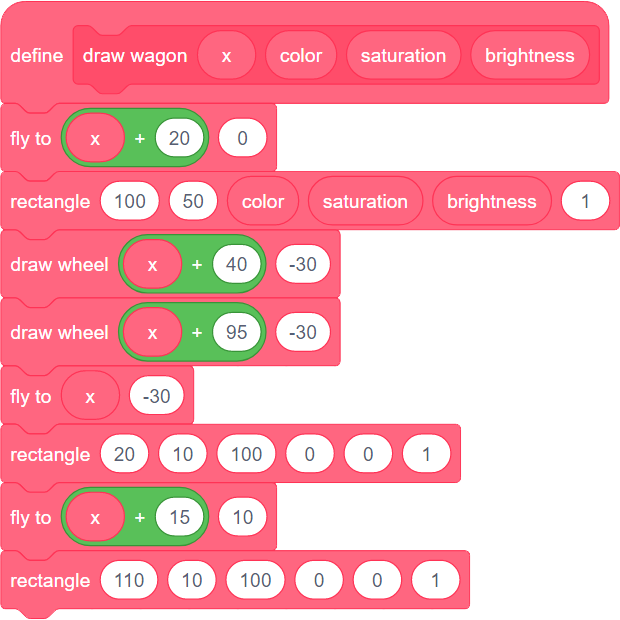 define draw wagon x color saturation brightness
fly to x + 20 0
rectangle 100 50 color saturation brightness 1
draw wheel x + 40 -30
draw wheel x + 95 -30
fly to x -30
rectangle 20 10 100 0 0 1
fly to x + 15 10
rectangle 110 10 100 0 0 1